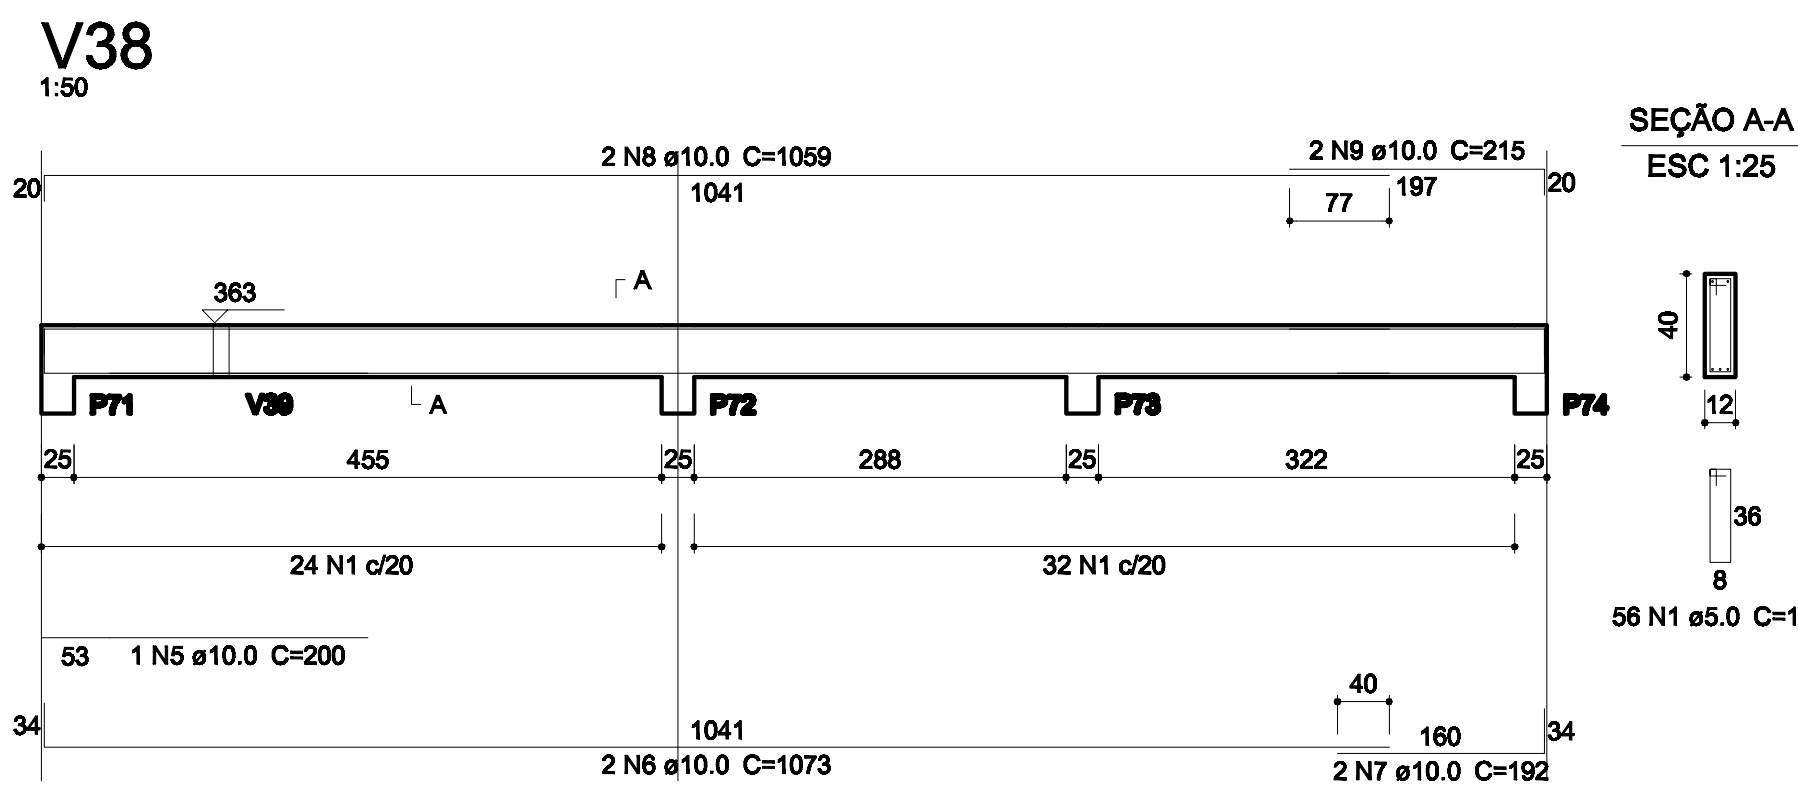 V38
1:50
SEÇÃO A-A
ESC 1:25
2 N8 ø10.0 C=1059
2 N9 ø10.0 C=215
20
1041
197
20
77
A
363
40
P71
V39
A
P72
P73
P74
12
25
455
25
288
25
322
25
36
24 N1 c/20
32 N1 c/20
8
56 N1 ø5.0 C=1
53
1 N5 ø10.0 C=200
40
34
1041
160
34
2 N6 ø10.0 C=1073
2 N7 ø10.0 C=192